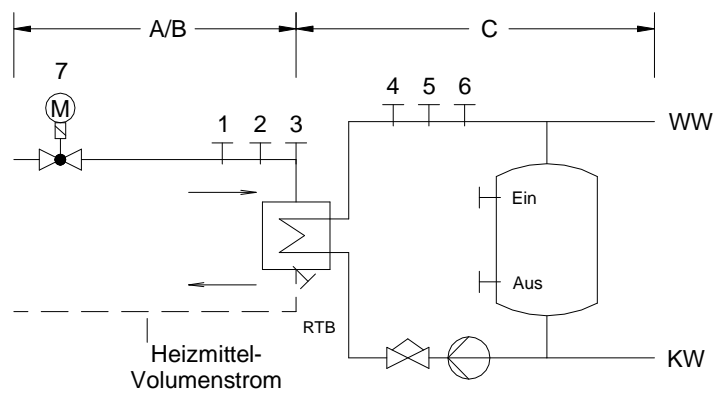 A/B
C
7
M
1
2
3
4
5
6
WW
Ein
Aus
RTB
KW
Heizmittel-
Volumenstrom